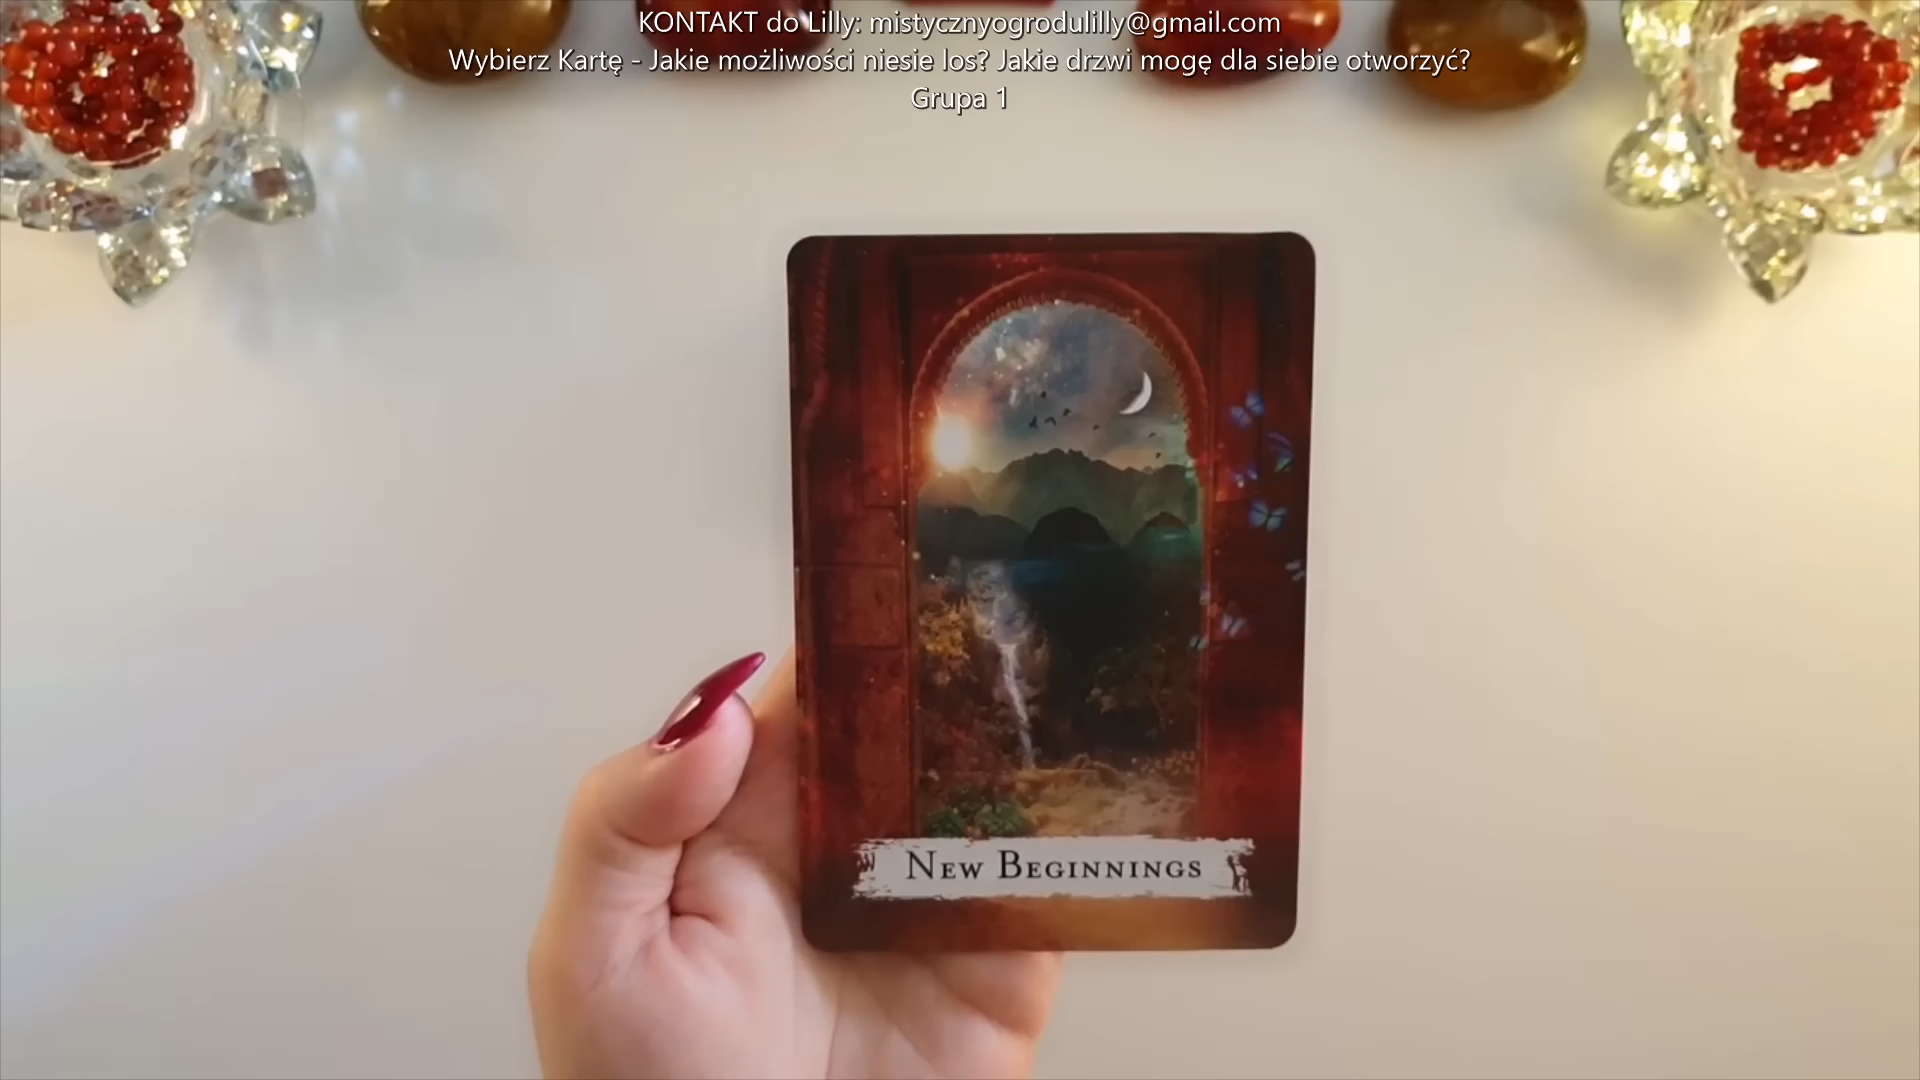 KONTAKT do Lilly: mistycznyogrodulilly@gmail.com
Wybierz Kartę - Jakie możliwości niesie los? Jakie drzwi mogę dla siebie otworzyć?
Grupa 1
New Beginnings